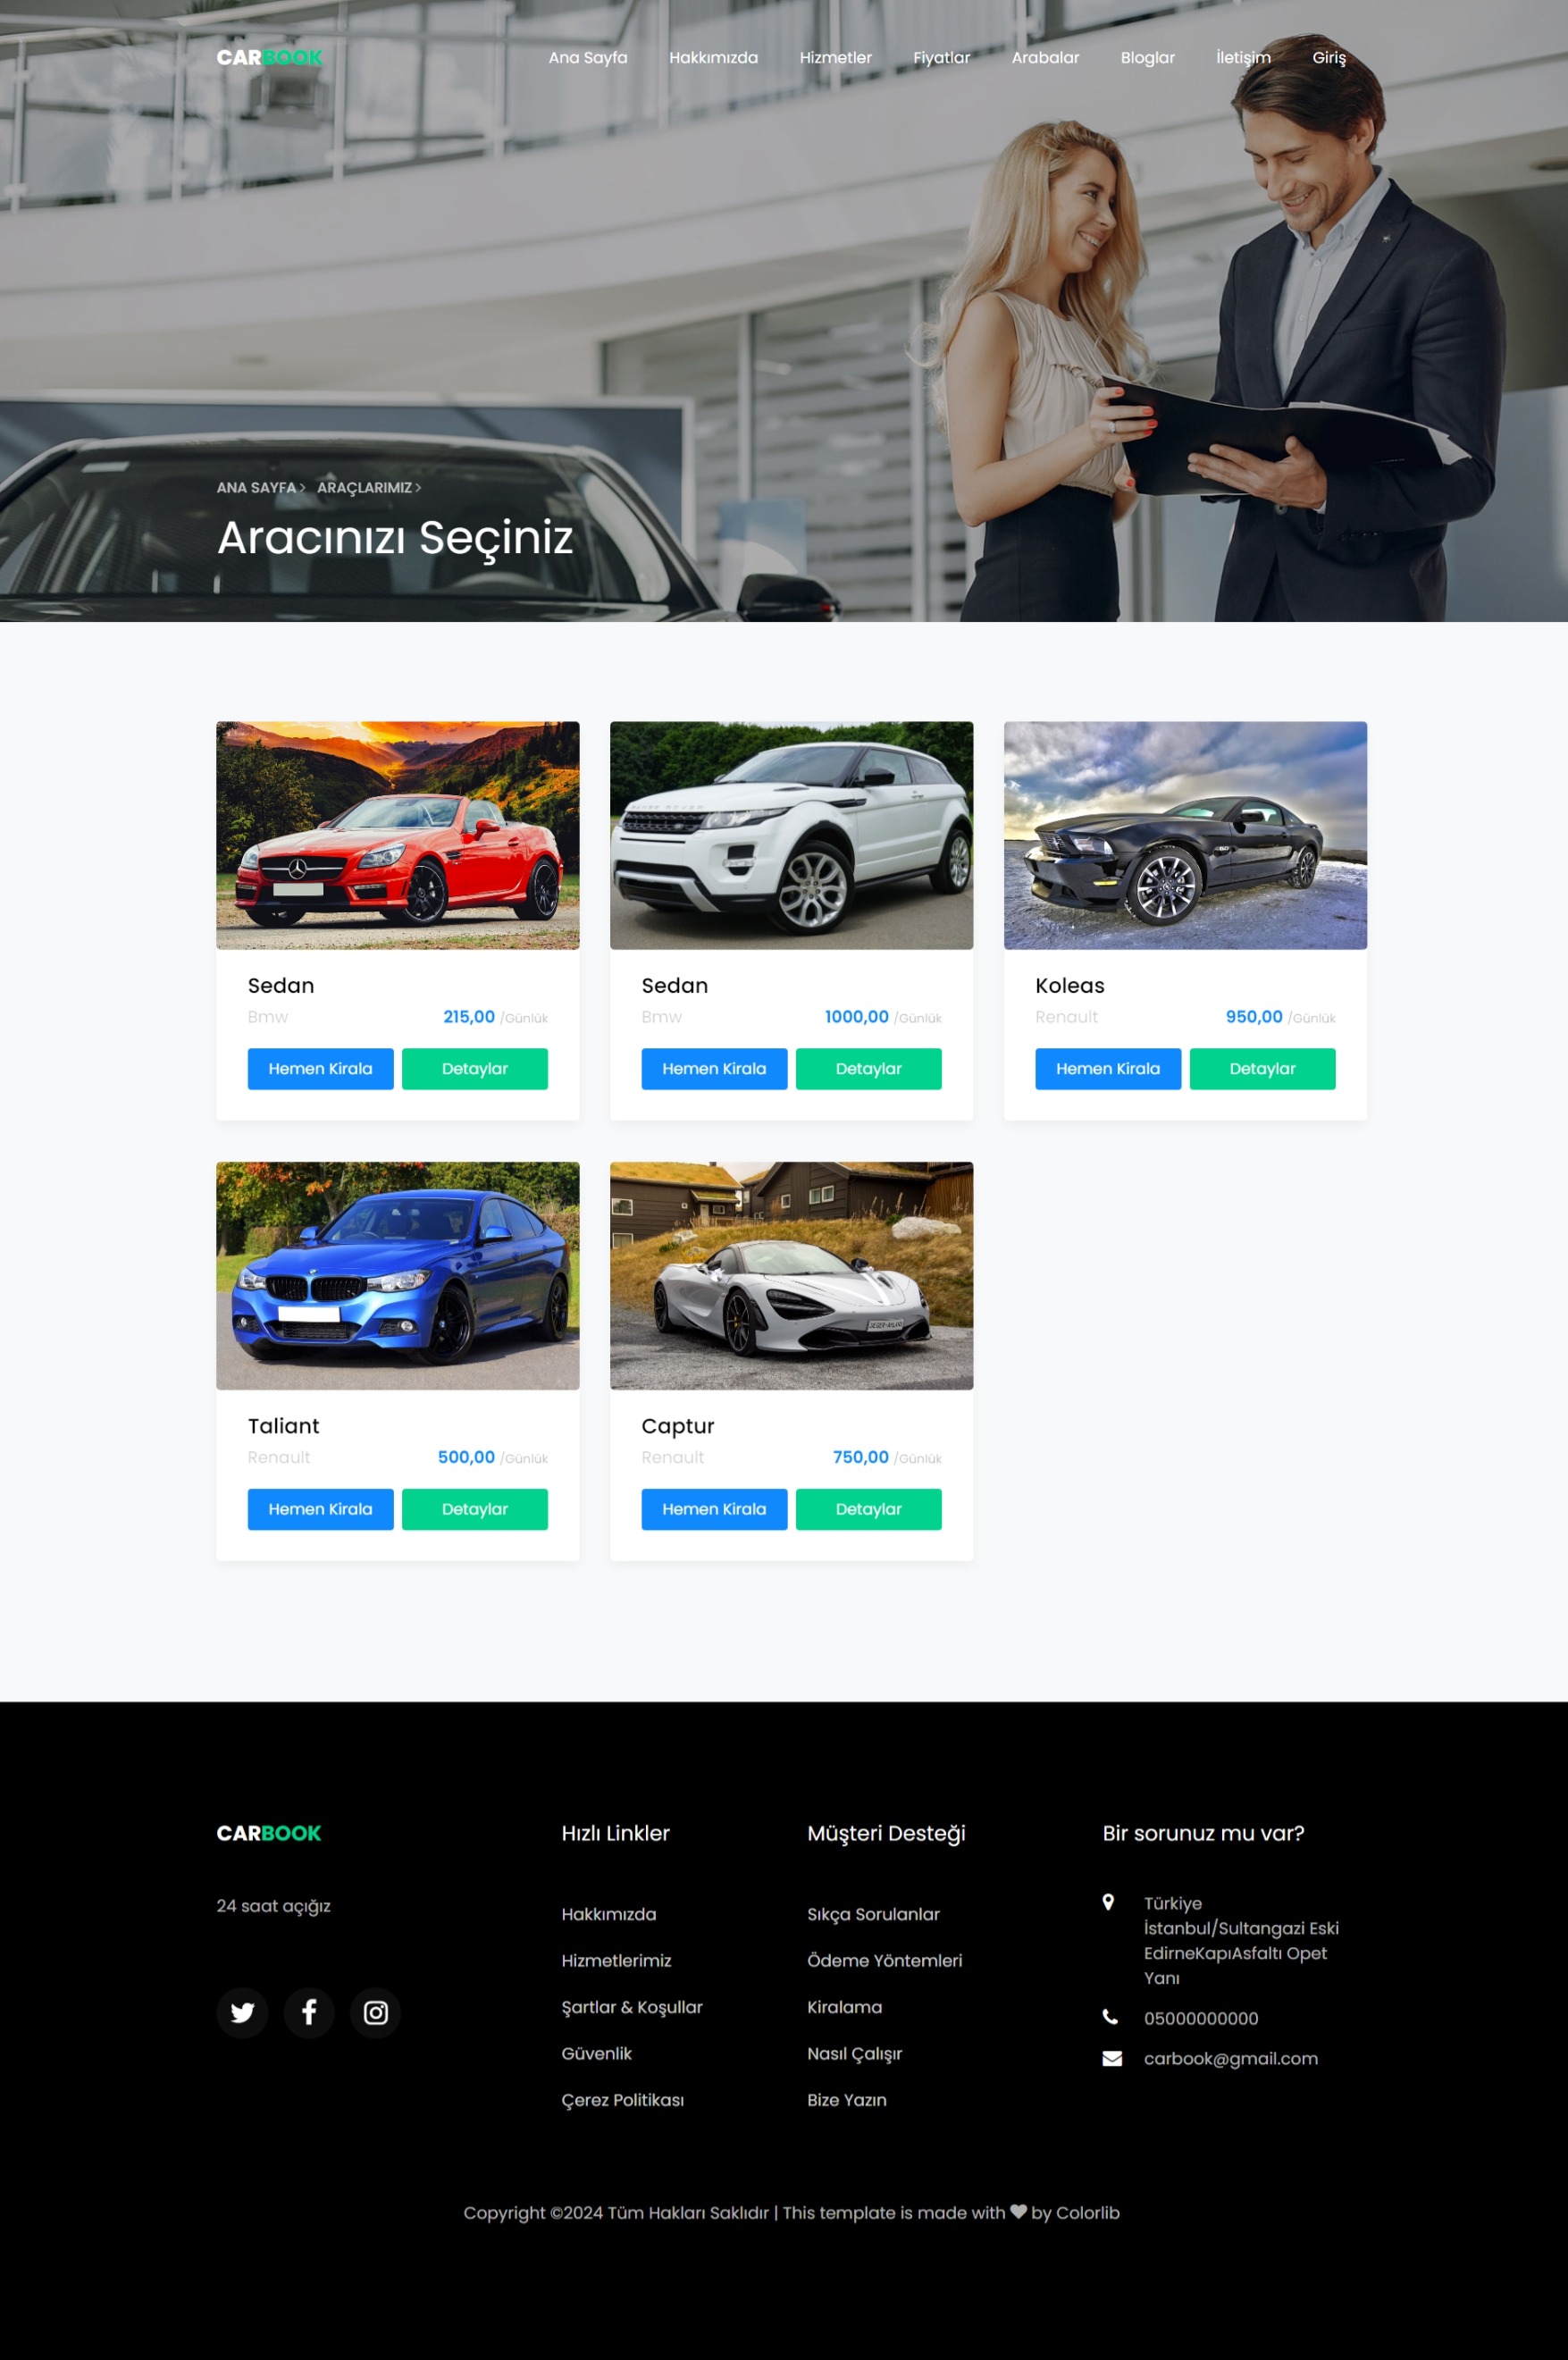 CARBOOK
Ana Sayfa Hakkımızda Hizmetler Fiyatlar Arabalar Bloglar İletişim Giriş
ANA SAYFA > ARAÇLARIMIZ >
Aracınızı Seçiniz
RANGE ROVER
5.0
Sedan
Bmw 215,00 /Günlük
Hemen Kirala Detaylar
Sedan
Bmw 1000,00 /Günlük
Hemen Kirala Detaylar
Koleas
Renault 950,00 /Günlük
Hemen Kirala Detaylar
Taliant
Renault 500,00 /Günlük
Hemen Kirala Detaylar
Captur
Renault 750,00 /Günlük
Hemen Kirala Detaylar
CARBOOK
24 saat açığız
Hızlı Linkler
Hakkımızda
Hizmetlerimiz
Şartlar & Koşullar
Güvenlik
Çerez Politikası
Müşteri Desteği
Sıkça Sorulanlar
Ödeme Yöntemleri
Kiralama
Nasıl Çalışır
Bize Yazın
Bir sorunuz mu var?
Türkiye
İstanbul/Sultangazi Eski
EdirneKapıAsfaltı Opet
Yanı
05000000000
carbook@gmail.com
Copyright ©2024 Tüm Hakları Saklıdır | This template is made with ♥ by Colorlib